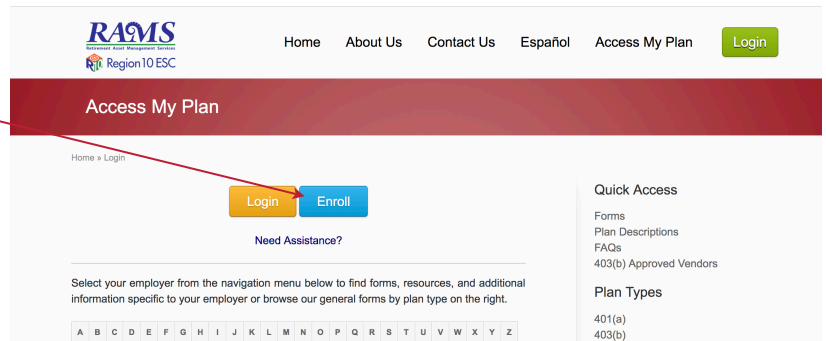 RAMS
Retirement Asset Management Services
Region 10 ESC
Home About Us Contact Us Español Access My Plan Login
Access My Plan
Home » Login
Login Enroll
Need Assistance?
Select your employer from the navigation menu below to find forms, resources, and additional
information specific to your employer or browse our general forms by plan type on the right.
A B C D E F G H I J K L M N O P Q R S T U V W X Y Z
Quick Access
Forms
Plan Descriptions
FAQs
403(b) Approved Vendors
Plan Types
401(a)
403(b)